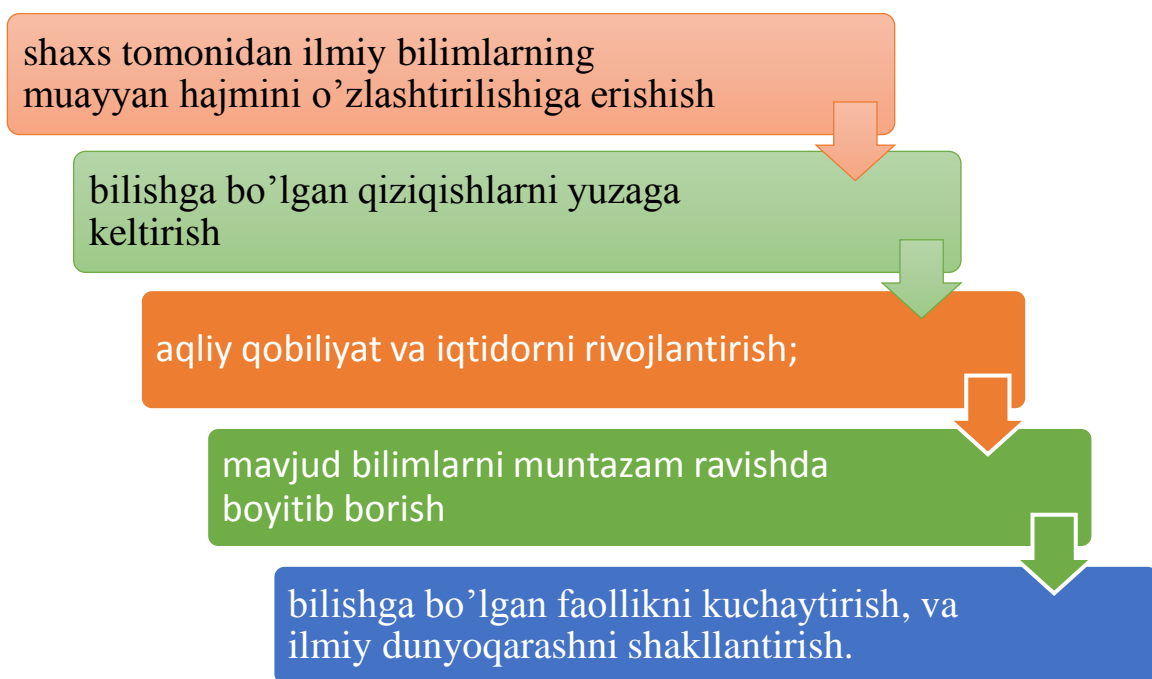 shaxs tomonidan ilmiy bilimlarning
muayyan hajmini o’zlashtirilishiga erishish
bilishga bo’lgan qiziqishlarni yuzaga
keltirish
aqliy qobiliyat va iqtidorni rivojlantirish;
mavjud bilimlarni muntazam ravishda
boyitib borish
bilishga bo’lgan faollikni kuchaytirish, va
ilmiy dunyoqarashni shakllantirish.